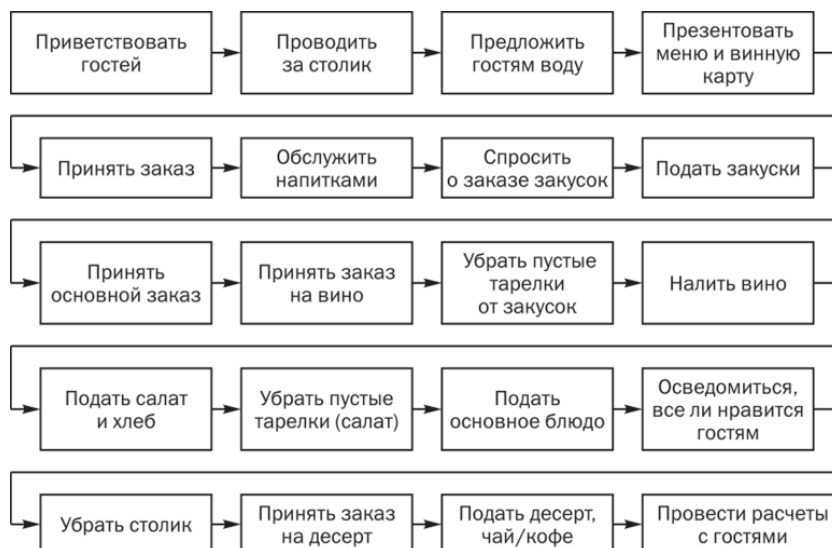 Приветствовать
гостей
Проводить
за столик
Предложить
гостям воду
Презентовать
меню и винную
карту
Принять заказ
Обслужить
напитками
Спросить
о заказе закусок
Подать закуски
Принять
основной заказ
Принять заказ
на вино
Убрать пустые
тарелки
от закусок
Налить вино
Подать салат
и хлеб
Убрать пустые
тарелки (салат)
Подать
основное блюдо
Осведомиться,
все ли нравится
гостям
Убрать столик
Принять заказ
на десерт
Подать десерт,
чай/кофе
Провести расчеты
с гостями